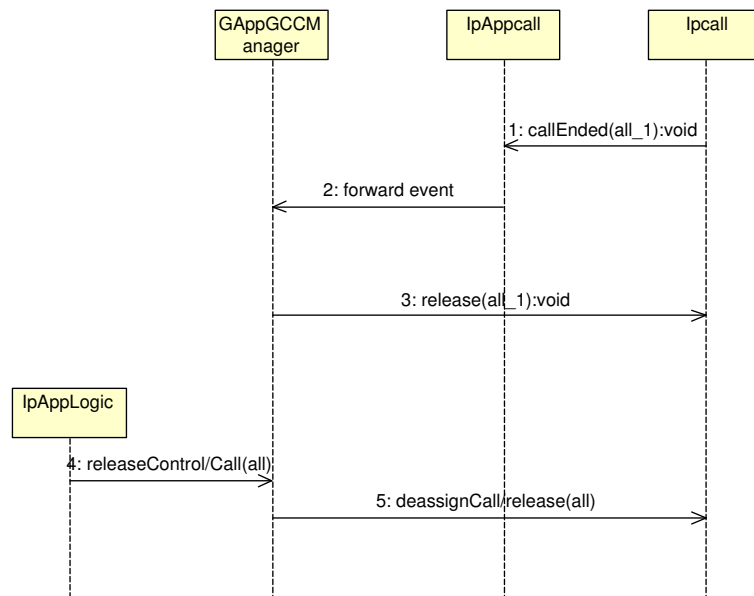 GAppGCCM
anager
IpAppcall
Ipcall
1: callEnded(all_1):void
2: forward event
3: release(all_1):void
IpAppLogic
4: releaseControl/Call(all)
5: deassignCall/release(all)